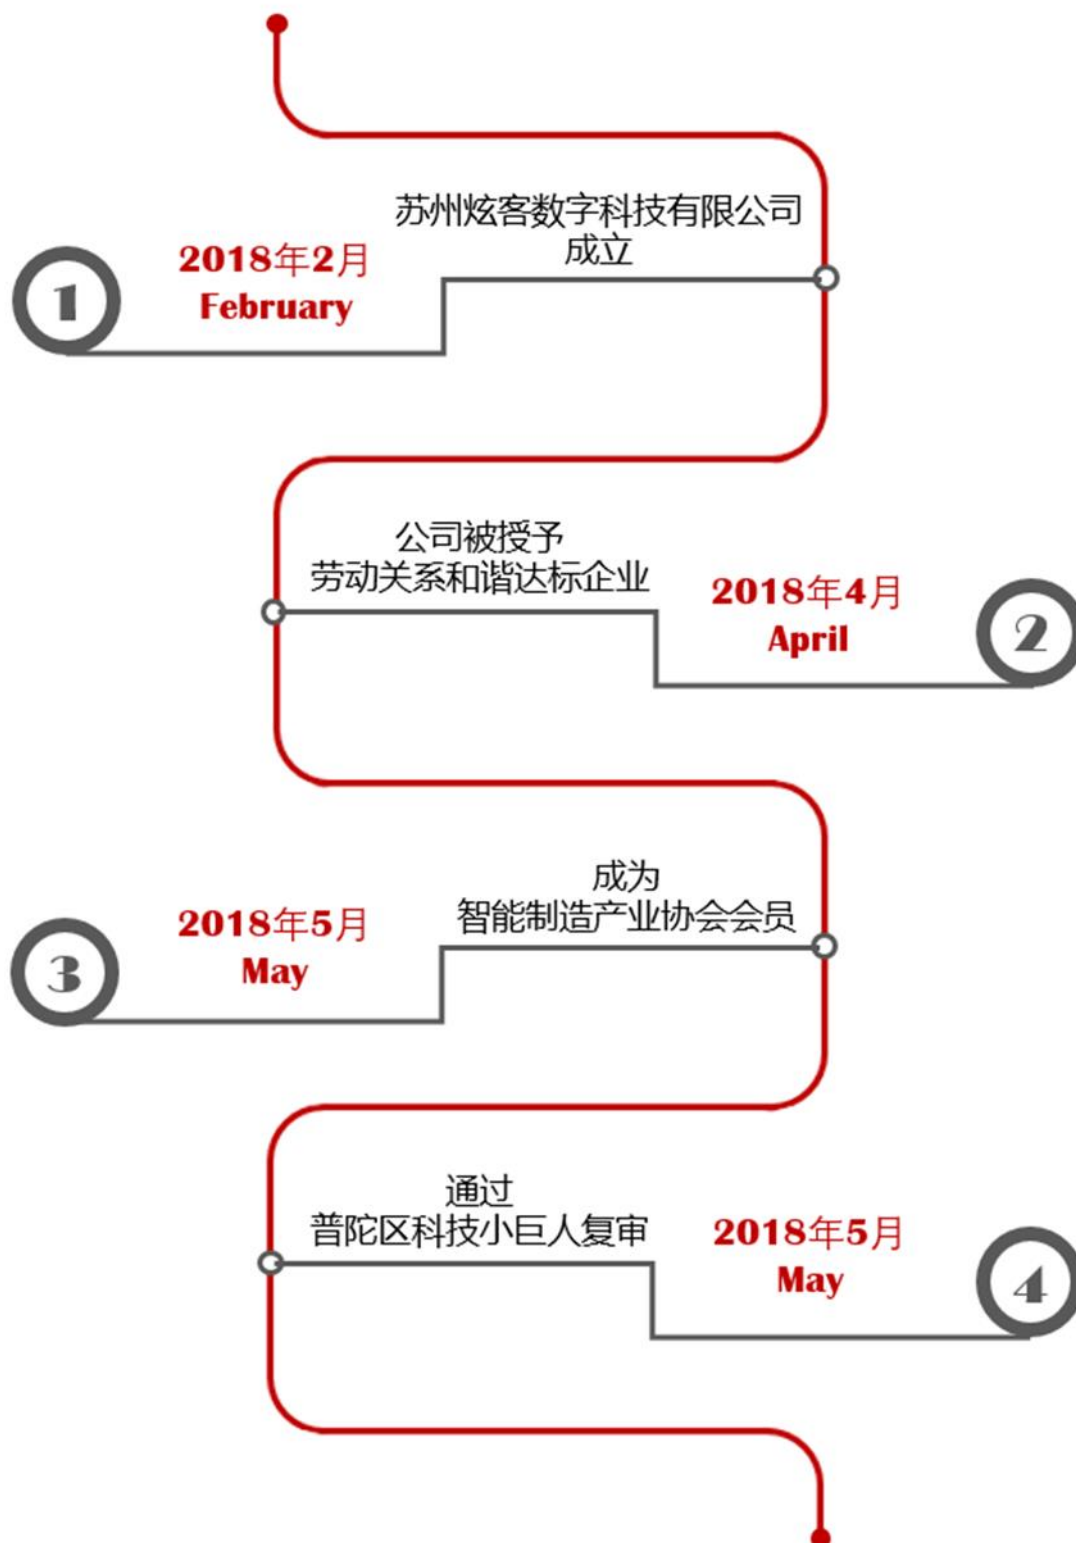 苏州炫客数字科技有限公司
成立
2018年2月
February
1
公司被授予
劳动关系和谐达标企业
2018年4月
April
2
成为
智能制造产业协会会员
2018年5月
May
3
通过
普陀区科技小巨人复审
2018年5月
May
4